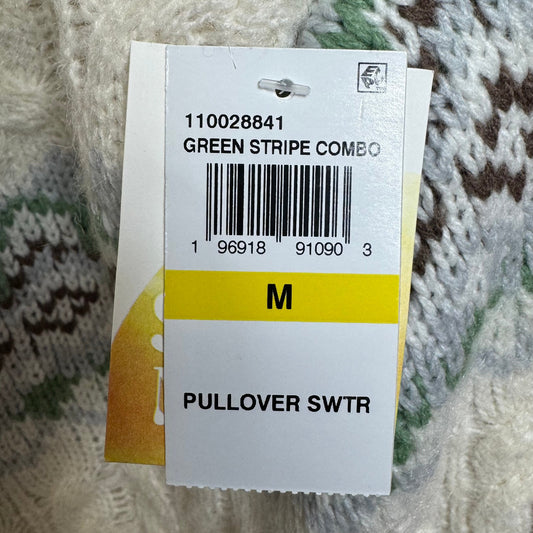 110028841
GREEN STRIPE COMBO
1 96918 91090 3
M
PULLOVER SWTR